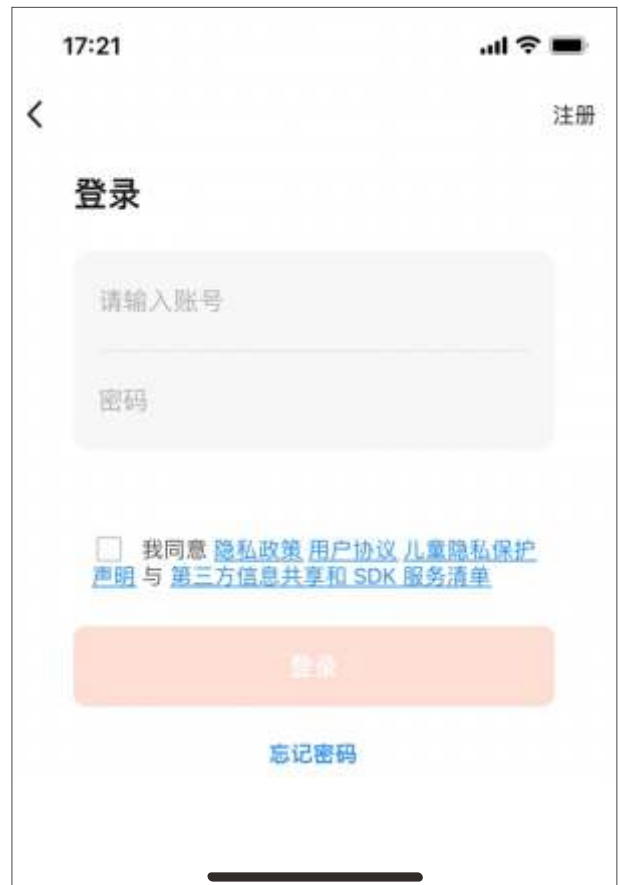 17:21
注册
登录
请输入账号
密码
我同意 隐私政策 用户协议 儿童隐私保护
声明 与 第三方信息共享和 SDK 服务清单
登录
忘记密码